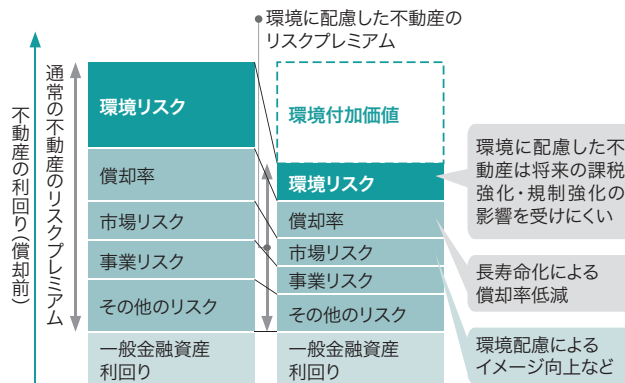 環境に配慮した不動産の
リスクプレミアム
不動産の利回り(償却前)
通常の不動産のリスクプレミアム
環境リスク
償却率
市場リスク
事業リスク
その他のリスク
一般金融資産
利回り
環境付加価値
環境リスク
償却率
市場リスク
事業リスク
その他のリスク
一般金融資産
利回り
環境に配慮した不
動産は将来の課税
強化・規制強化の
影響を受けにくい
長寿命化による
償却率低減
環境配慮による
イメージ向上など